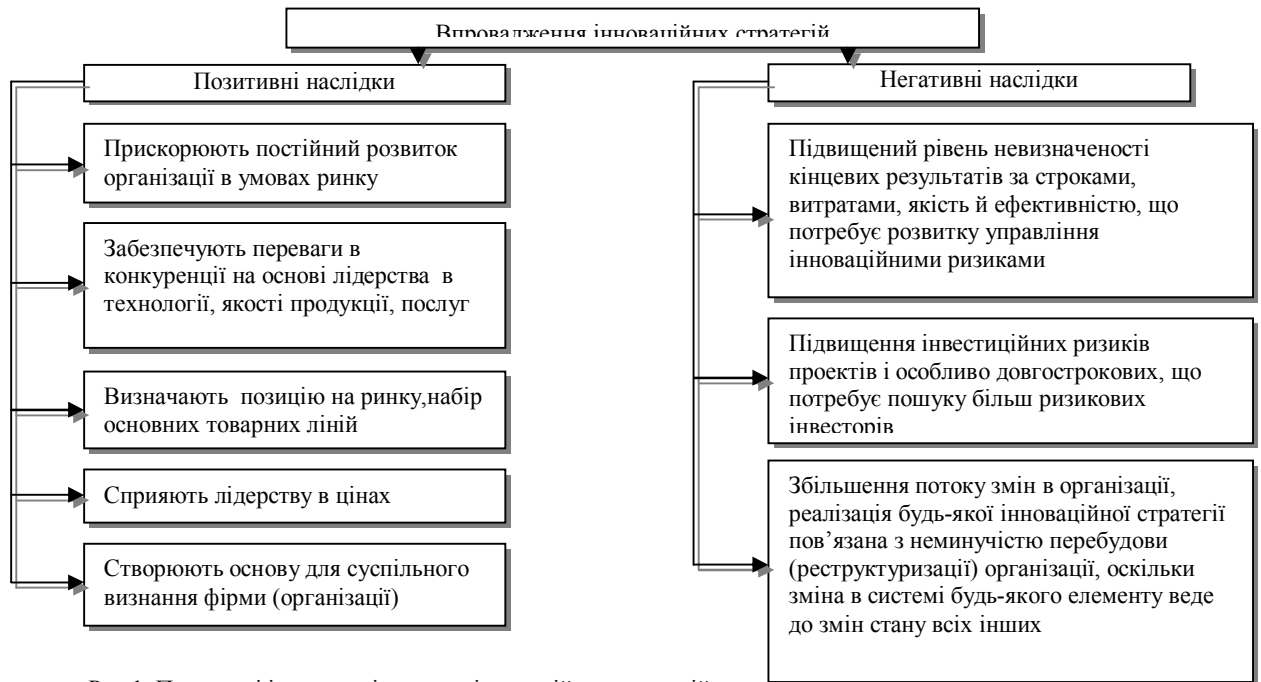 Впровадження інноваційних стратегій
Позитивні наслідки
Прискорюють постійний розвиток
організації в умовах ринку
Забезпечують переваги в
конкуренції на основі лідерства в
технології, якості продукції, послуг
Визначають позицію на ринку,набір
основних товарних ліній
Сприяють лідерству в цінах
Створюють основу для суспільного
визнання фірми (організації)
Негативні наслідки
Підвищений рівень невизначеності
кінцевих результатів за строками,
витратами, якість й ефективністю, що
потребує розвитку управління
інноваційними ризиками
Підвищення інвестиційних ризиків
проектів і особливо довгострокових, що
потребує пошуку більш ризикових
інвесторів
Збільшення потоку змін в організації,
реалізація будь-якої інноваційної стратегії
пов’язана з неминучістю перебудови
(реструктуризації) організації, оскільки
зміна в системі будь-якого елементу веде
до змін стану всіх інших